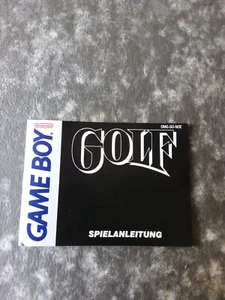 Nintendo
GAME BOY
DMG-GO-NOE
GOLF
SPIELANLEITUNG